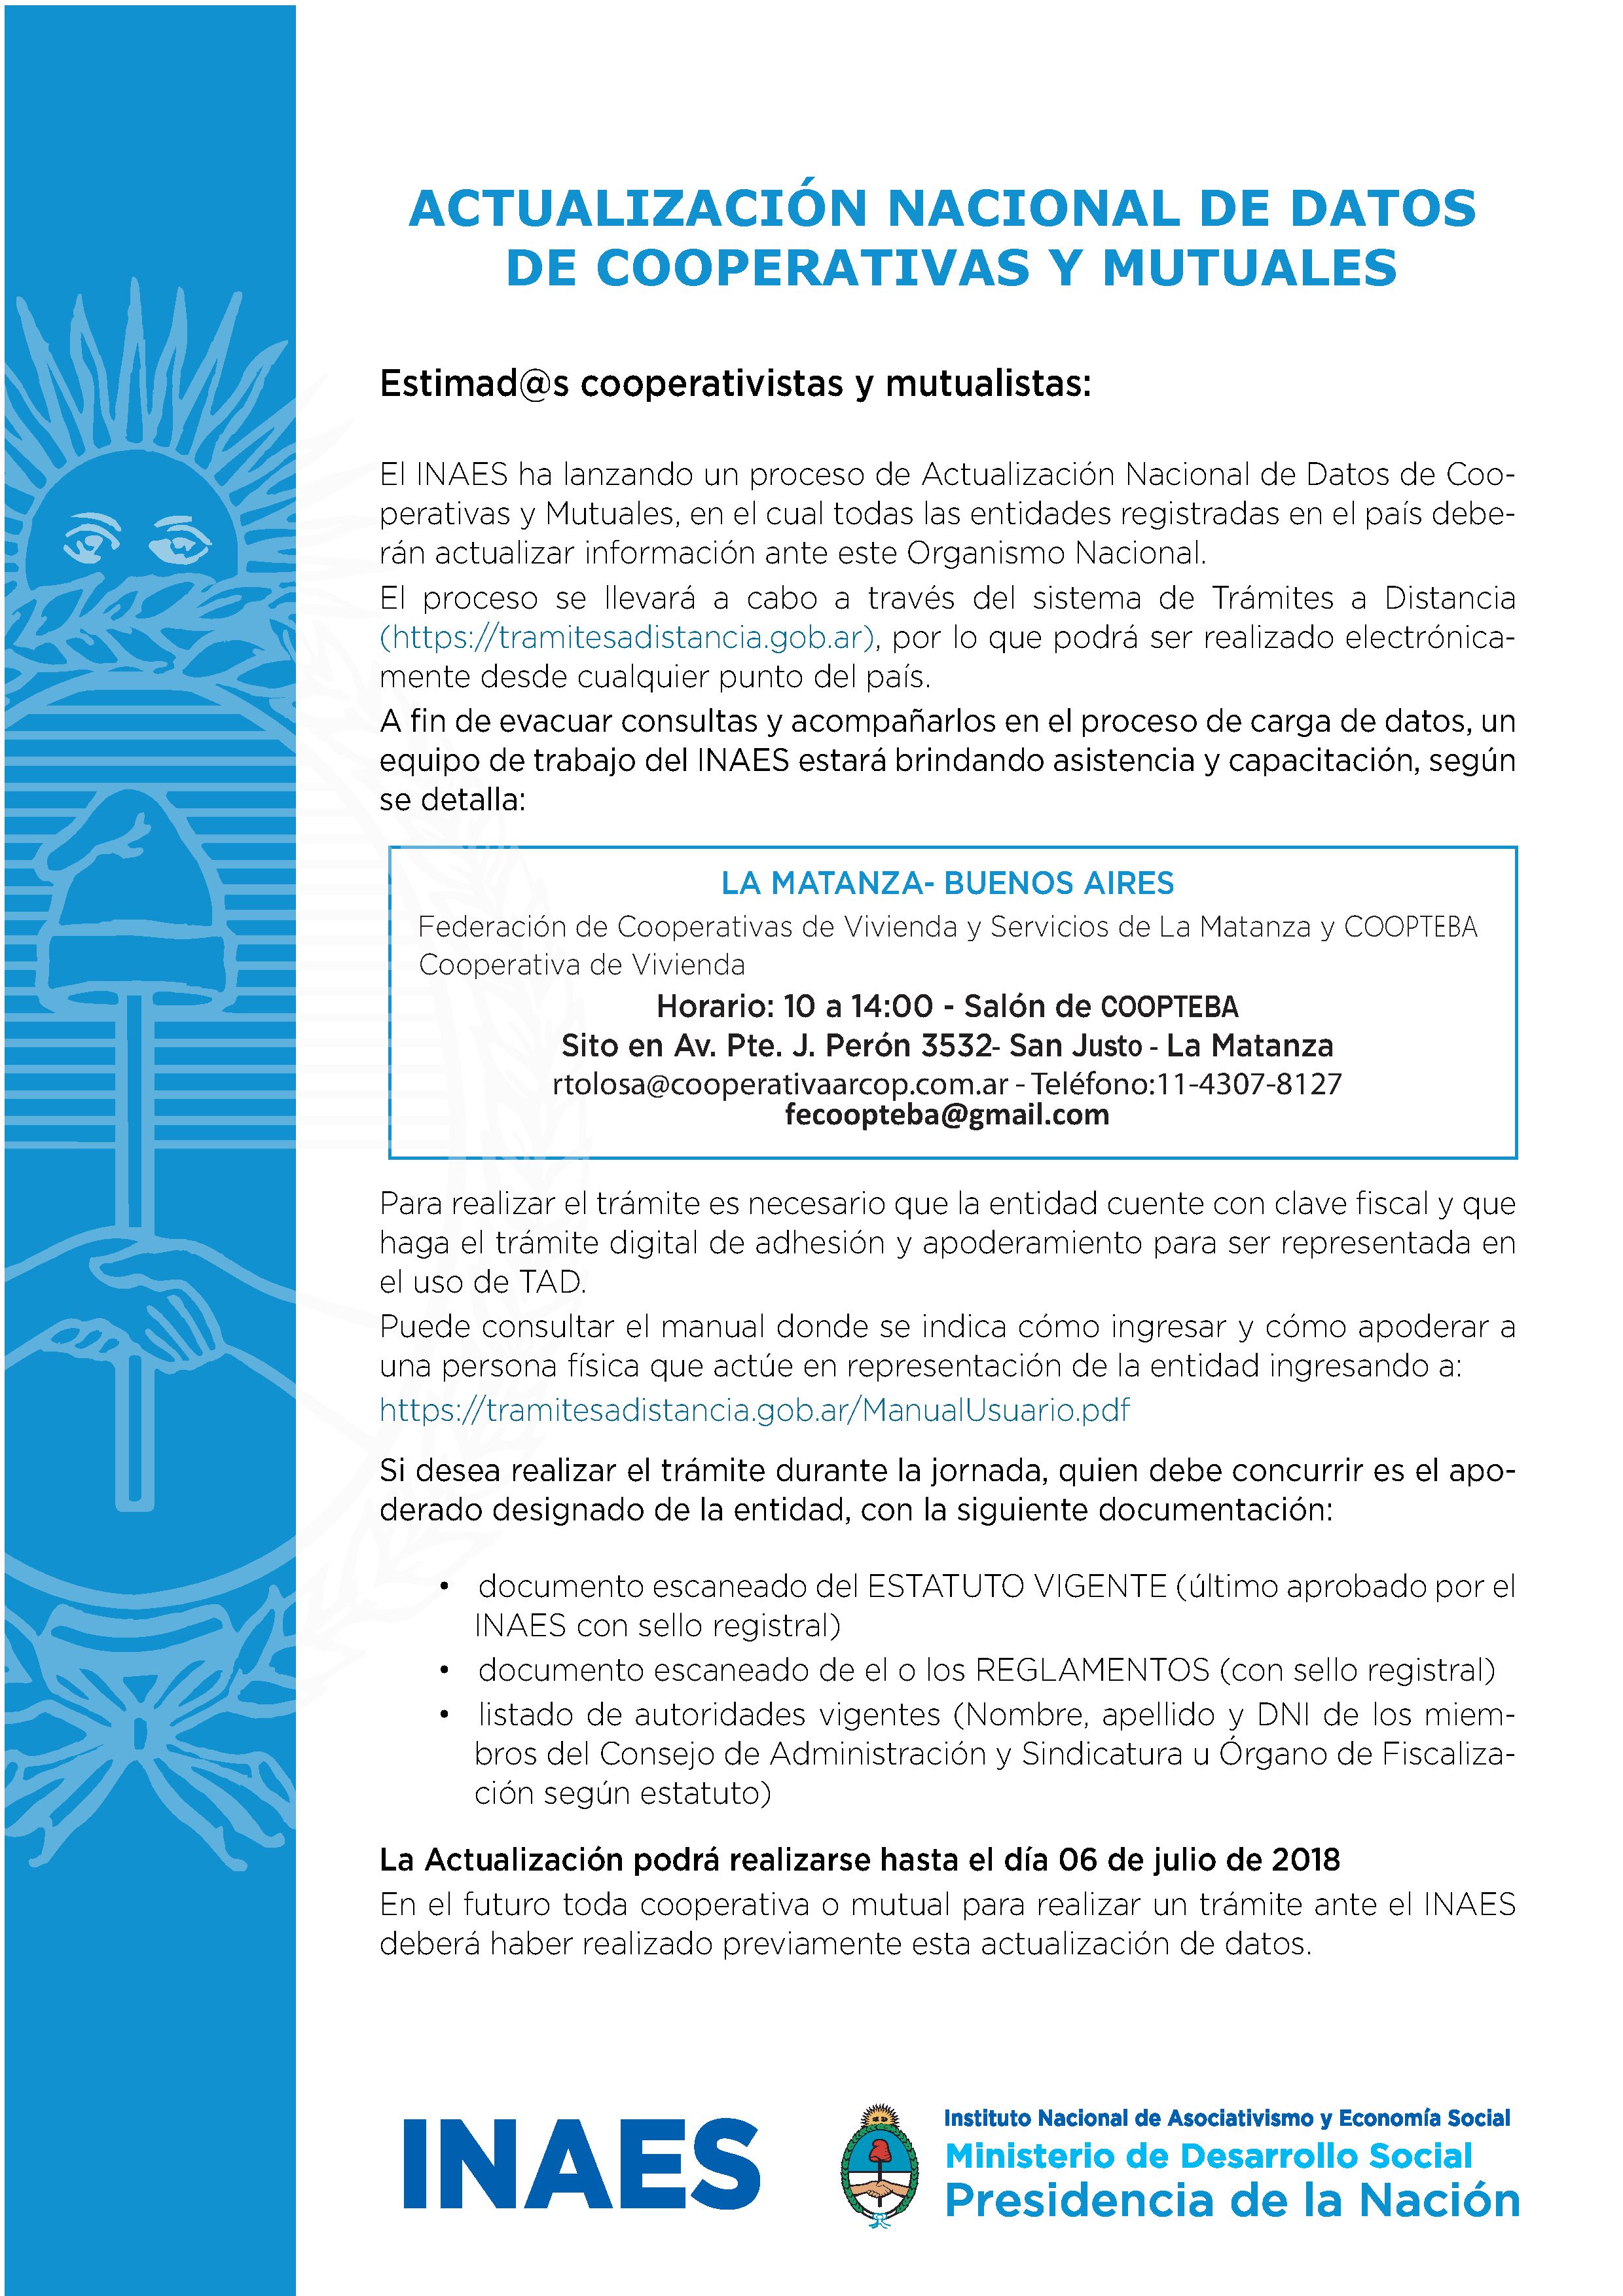 ACTUALIZACIÓN NACIONAL DE DATOS
DE COOPERATIVAS Y MUTUALES
Estimad@s cooperativistas y mutualistas:
El INAES ha lanzando un proceso de Actualización Nacional de Datos de Coo-
perativas y Mutuales, en el cual todas las entidades registradas en el país debe-
rán actualizar información ante este Organismo Nacional.
El proceso se llevará a cabo a través del sistema de Trámites a Distancia
(https://tramitesadistancia.gob.ar), por lo que podrá ser realizado electrónica-
mente desde cualquier punto del país.
A fin de evacuar consultas y acompañarlos en el proceso de carga de datos, un
equipo de trabajo del INAES estará brindando asistencia y capacitación, según
se detalla:
LA MATANZA- BUENOS AIRES
Federación de Cooperativas de Vivienda y Servicios de La Matanza y COOPTEBA
Cooperativa de Vivienda
Horario: 10 a 14:00 - Salón de COOPTEBA
Sito en Av. Pte. J. Perón 3532- San Justo - La Matanza
rtolosa@cooperativaarcop.com.ar - Teléfono:11-4307-8127
fecoopteba@gmail.com
Para realizar el trámite es necesario que la entidad cuente con clave fiscal y que
haga el trámite digital de adhesión y apoderamiento para ser representada en
el uso de TAD.
Puede consultar el manual donde se indica cómo ingresar y cómo apoderar a
una persona física que actúe en representación de la entidad ingresando a:
https://tramitesadistancia.gob.ar/ManualUsuario.pdf
Si desea realizar el trámite durante la jornada, quien debe concurrir es el apo-
derado designado de la entidad, con la siguiente documentación:
• documento escaneado del ESTATUTO VIGENTE (último aprobado por el
INAES con sello registral)
• documento escaneado de el o los REGLAMENTOS (con sello registral)
• listado de autoridades vigentes (Nombre, apellido y DNI de los miem-
bros del Consejo de Administración y Sindicatura u Órgano de Fiscaliza-
ción según estatuto)
La Actualización podrá realizarse hasta el día 06 de julio de 2018
En el futuro toda cooperativa o mutual para realizar un trámite ante el INAES
deberá haber realizado previamente esta actualización de datos.
INAES
Instituto Nacional de Asociativismo y Economía Social
Ministerio de Desarrollo Social
Presidencia de la Nación